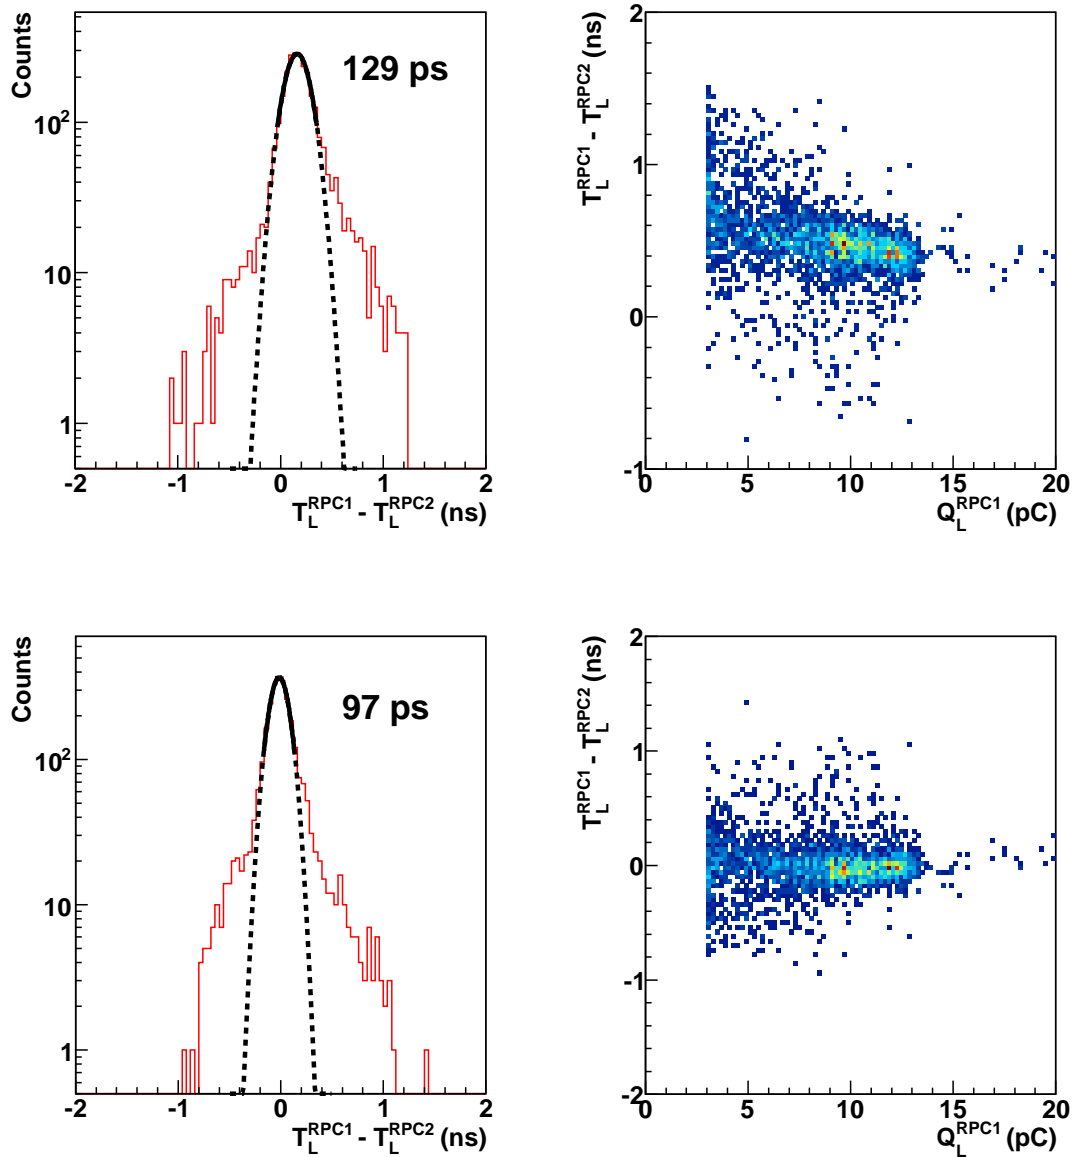 Counts
10²
10
1
129 ps
-2 -1 0 1 2
T_L^RPC1 - T_L^RPC2 (ns)
T_L^RPC1 - T_L^RPC2 (ns)
2
1
0
-1
0 5 10 15 20
Q_L^RPC1 (pC)
Counts
10²
10
1
97 ps
-2 -1 0 1 2
T_L^RPC1 - T_L^RPC2 (ns)
T_L^RPC1 - T_L^RPC2 (ns)
2
1
0
-1
-2
0 5 10 15 20
Q_L^RPC1 (pC)